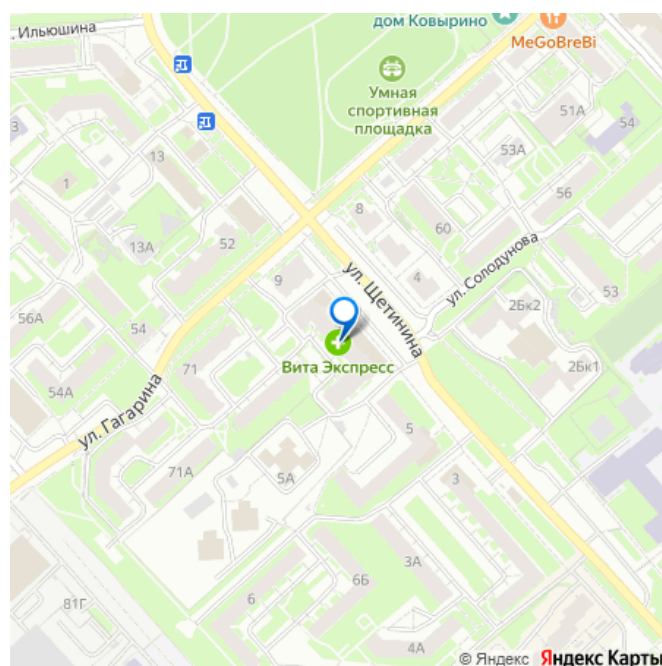 . Ильюшина
дом Ковырино
MeGoBreBi
Умная
спортивная
площадка
51А
54
3
13
1
53А
56
8
60
13А
52
ул. Солодунова
9
ул. Щетинина
4
53
56А
54
2Бк2
Вита Экспресс
71
2Бк1
54А
ул. Гагарина
5
71А
5А
3
3А
6Б
81Г
6
4А
© Яндекс Яндекс Карты